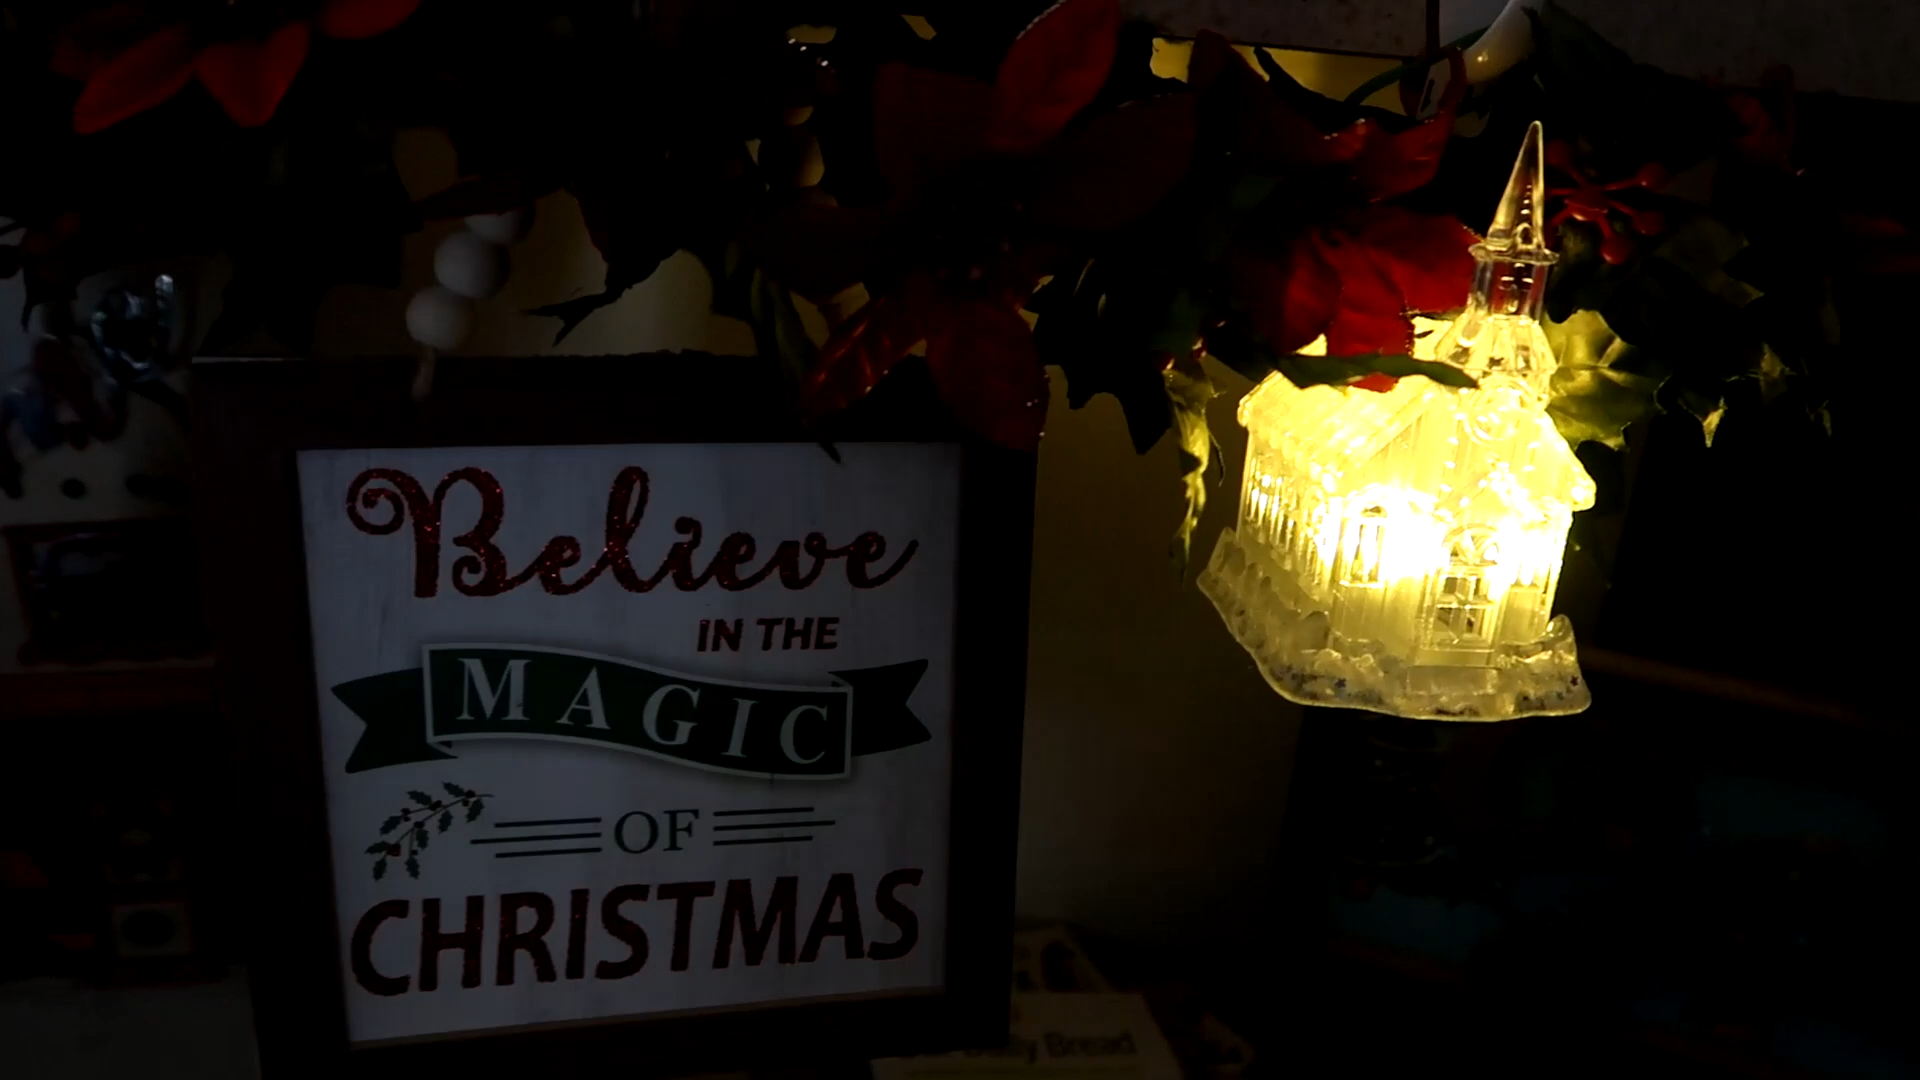 Believe
IN THE
MAGIC
OF
CHRISTMAS
Daily Bread